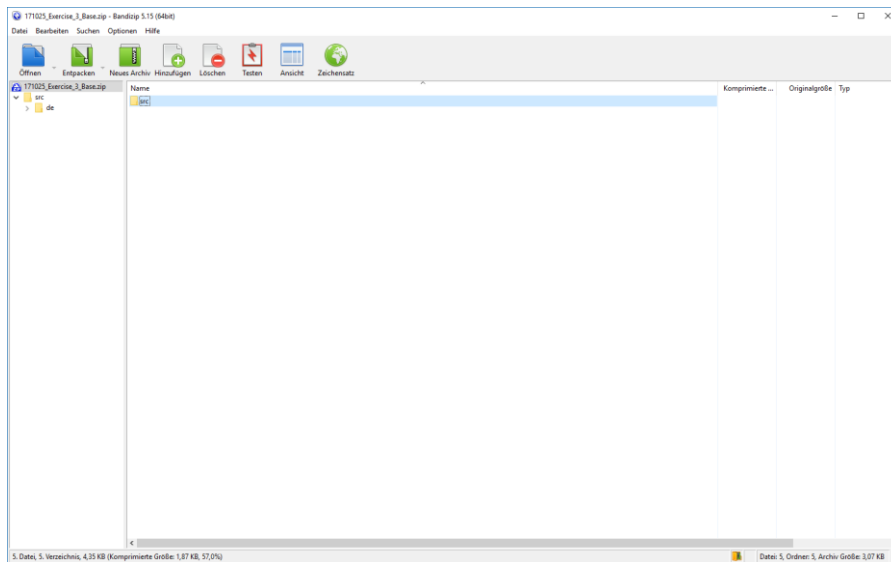 171025_Exercise_3_Base.zip - Bandizip 5.15 (64bit)
Datei Bearbeiten Suchen Optionen Hilfe
Öffnen Entpacken Neues Archiv Hinzufügen Löschen Testen Ansicht Zeichensatz
171025_Exercise_3_Base.zip
src
de
Name Komprimierte ... Originalgröße Typ
src
5. Datei, 5. Verzeichnis, 4,35 KB (Komprimierte Größe: 1,87 KB, 57,0%) Datei: 5, Ordner: 5, Archiv Größe: 3,07 KB